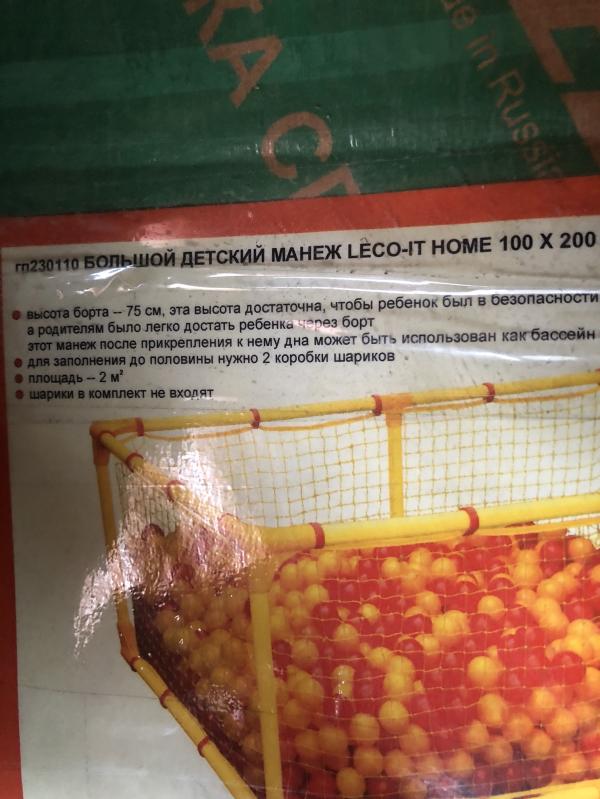 КА С
in Russia
гп230110 БОЛЬШОЙ ДЕТСКИЙ МАНЕЖ LECO-IT HOME 100 X 200
высота борта -- 75 см, эта высота достаточна, чтобы ребенок был в безопасности
а родителям было легко достать ребенка через борт
этот манеж после прикрепления к нему дна может быть использован как бассейн
для заполнения до половины нужно 2 коробки шариков
площадь -- 2 м²
шарики в комплект не входят